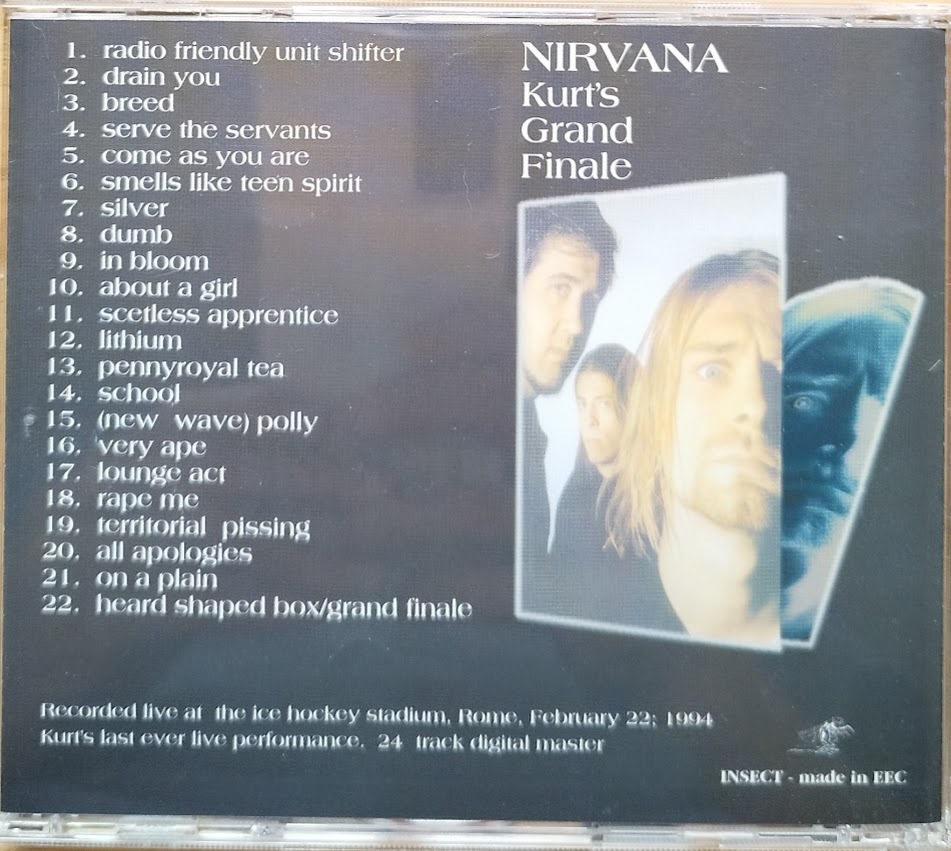 1. radio friendly unit shifter
2. drain you
3. breed
4. serve the servants
5. come as you are
6. smells like teen spirit
7. silver
8. dumb
9. in bloom
10. about a girl
11. scetless apprentice
12. lithium
13. pennyroyal tea
14. school
15. (new wave) polly
16. very ape
17. lounge act
18. rape me
19. territorial pissing
20. all apologies
21. on a plain
22. heard shaped box/grand finale
NIRVANA
Kurt's
Grand
Finale
Recorded live at the ice hockey stadium, Rome, February 22; 1994
Kurt's last ever live performance. 24 track digital master
INSECT - made in EEC